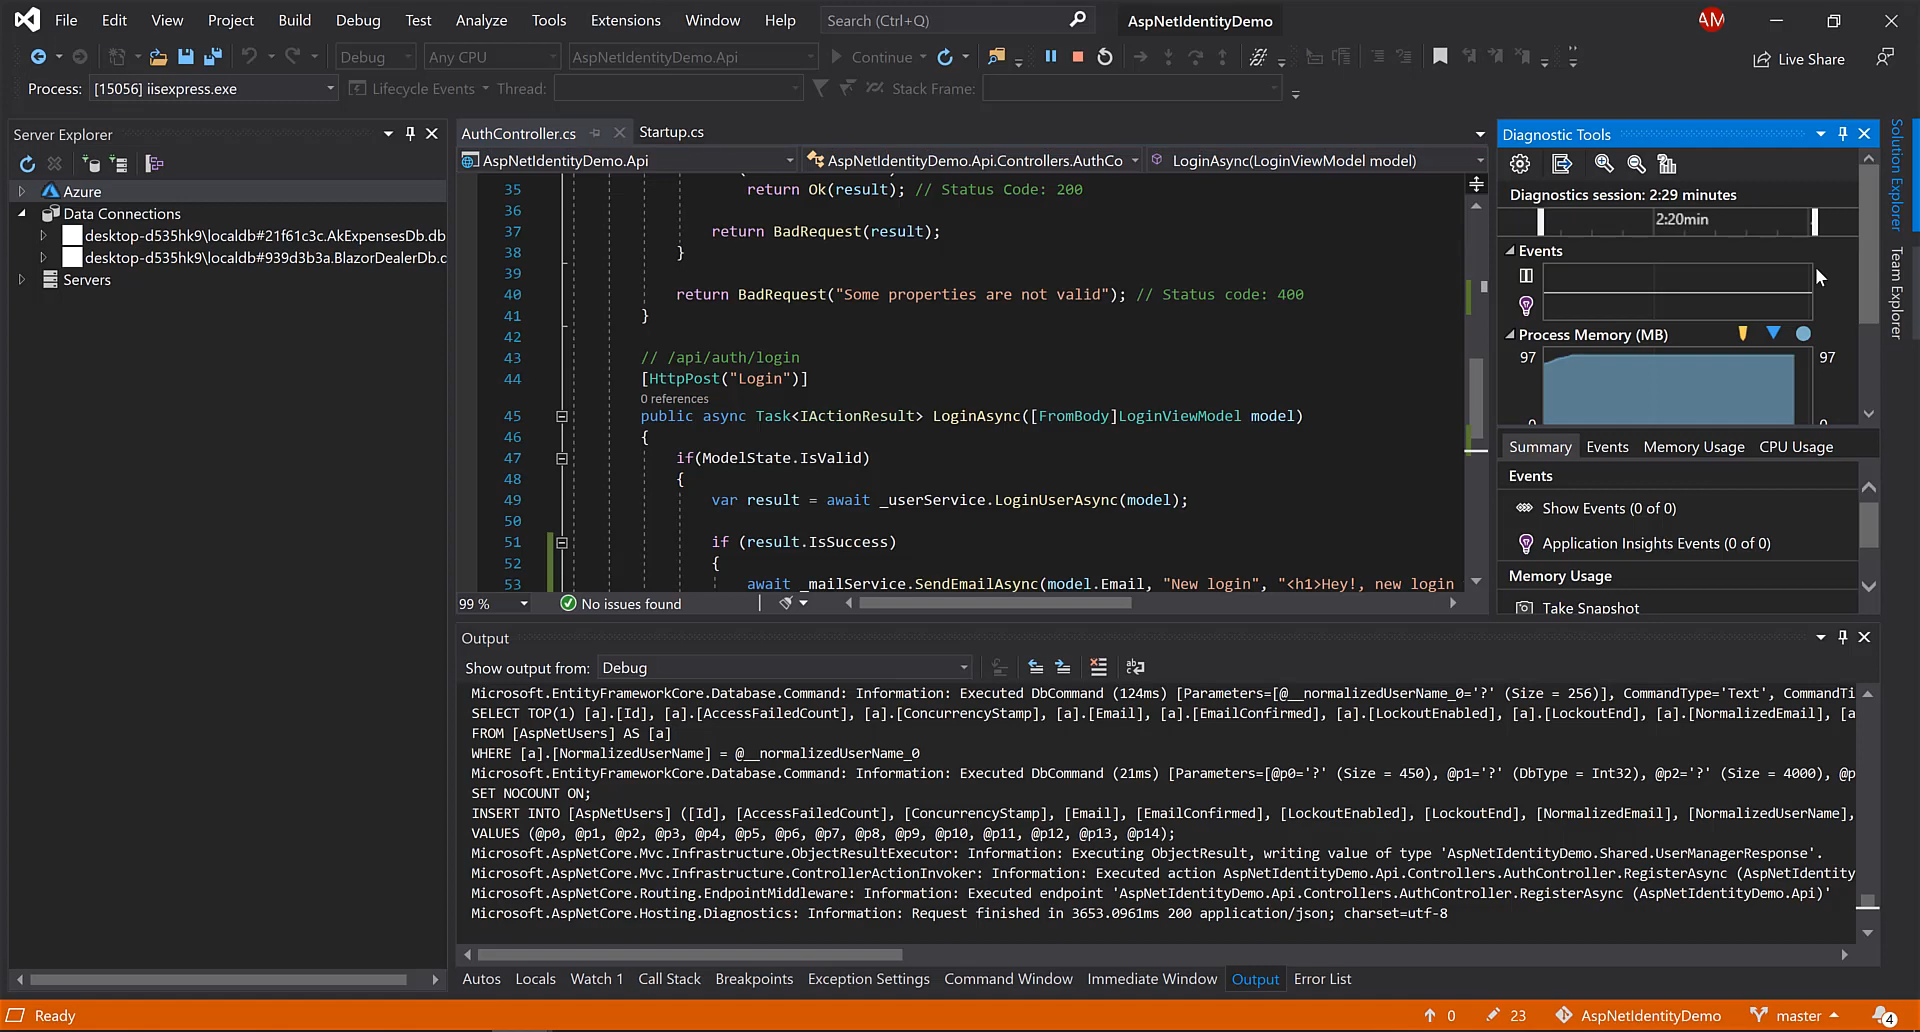 File Edit View Project Build Debug Test Analyze Tools Extensions Window Help Search (Ctrl+Q) AspNetIdentityDemo AM
Debug Any CPU AspNetIdentityDemo.Api Continue Live Share
Process: [15056] iisexpress.exe Lifecycle Events Thread: Stack Frame:
Server Explorer
Azure
Data Connections
desktop-d535hk9\localdb#21f61c3c.AkExpensesDb.db
desktop-d535hk9\localdb#939d3b3a.BlazorDealerDb.c
Servers
AuthController.cs Startup.cs
AspNetIdentityDemo.Api AspNetIdentityDemo.Api.Controllers.AuthCo LoginAsync(LoginViewModel model)
35 return Ok(result); // Status Code: 200
36
37 return BadRequest(result);
38 }
39
40 return BadRequest("Some properties are not valid"); // Status code: 400
41 }
42
43 // /api/auth/login
44 [HttpPost("Login")]
0 references
45 public async Task<IActionResult> LoginAsync([FromBody]LoginViewModel model)
46 {
47 if(ModelState.IsValid)
48 {
49 var result = await _userService.LoginUserAsync(model);
50
51 if (result.IsSuccess)
52 {
53 await _mailService.SendEmailAsync(model.Email, "New login", "<h1>Hey!, new login
99 % No issues found
Diagnostic Tools
Diagnostics session: 2:29 minutes
2:20min
Events
Process Memory (MB)
97 97
0 0
Summary Events Memory Usage CPU Usage
Events
Show Events (0 of 0)
Application Insights Events (0 of 0)
Memory Usage
Take Snapshot
Solution Explorer
Team Explorer
Output
Show output from: Debug
Microsoft.EntityFrameworkCore.Database.Command: Information: Executed DbCommand (124ms) [Parameters=[@__normalizedUserName_0='?' (Size = 256)], CommandType='Text', CommandTi
SELECT TOP(1) [a].[Id], [a].[AccessFailedCount], [a].[ConcurrencyStamp], [a].[Email], [a].[EmailConfirmed], [a].[LockoutEnabled], [a].[LockoutEnd], [a].[NormalizedEmail], [a
FROM [AspNetUsers] AS [a]
WHERE [a].[NormalizedUserName] = @__normalizedUserName_0
Microsoft.EntityFrameworkCore.Database.Command: Information: Executed DbCommand (21ms) [Parameters=[@p0='?' (Size = 450), @p1='?' (DbType = Int32), @p2='?' (Size = 4000), @p
SET NOCOUNT ON;
INSERT INTO [AspNetUsers] ([Id], [AccessFailedCount], [ConcurrencyStamp], [Email], [EmailConfirmed], [LockoutEnabled], [LockoutEnd], [NormalizedEmail], [NormalizedUserName],
VALUES (@p0, @p1, @p2, @p3, @p4, @p5, @p6, @p7, @p8, @p9, @p10, @p11, @p12, @p13, @p14);
Microsoft.AspNetCore.Mvc.Infrastructure.ObjectResultExecutor: Information: Executing ObjectResult, writing value of type 'AspNetIdentityDemo.Shared.UserManagerResponse'.
Microsoft.AspNetCore.Mvc.Infrastructure.ControllerActionInvoker: Information: Executed action AspNetIdentityDemo.Api.Controllers.AuthController.RegisterAsync (AspNetIdentity
Microsoft.AspNetCore.Routing.EndpointMiddleware: Information: Executed endpoint 'AspNetIdentityDemo.Api.Controllers.AuthController.RegisterAsync (AspNetIdentityDemo.Api)'
Microsoft.AspNetCore.Hosting.Diagnostics: Information: Request finished in 3653.0961ms 200 application/json; charset=utf-8
Autos Locals Watch 1 Call Stack Breakpoints Exception Settings Command Window Immediate Window Output Error List
Ready 0 23 AspNetIdentityDemo master 4